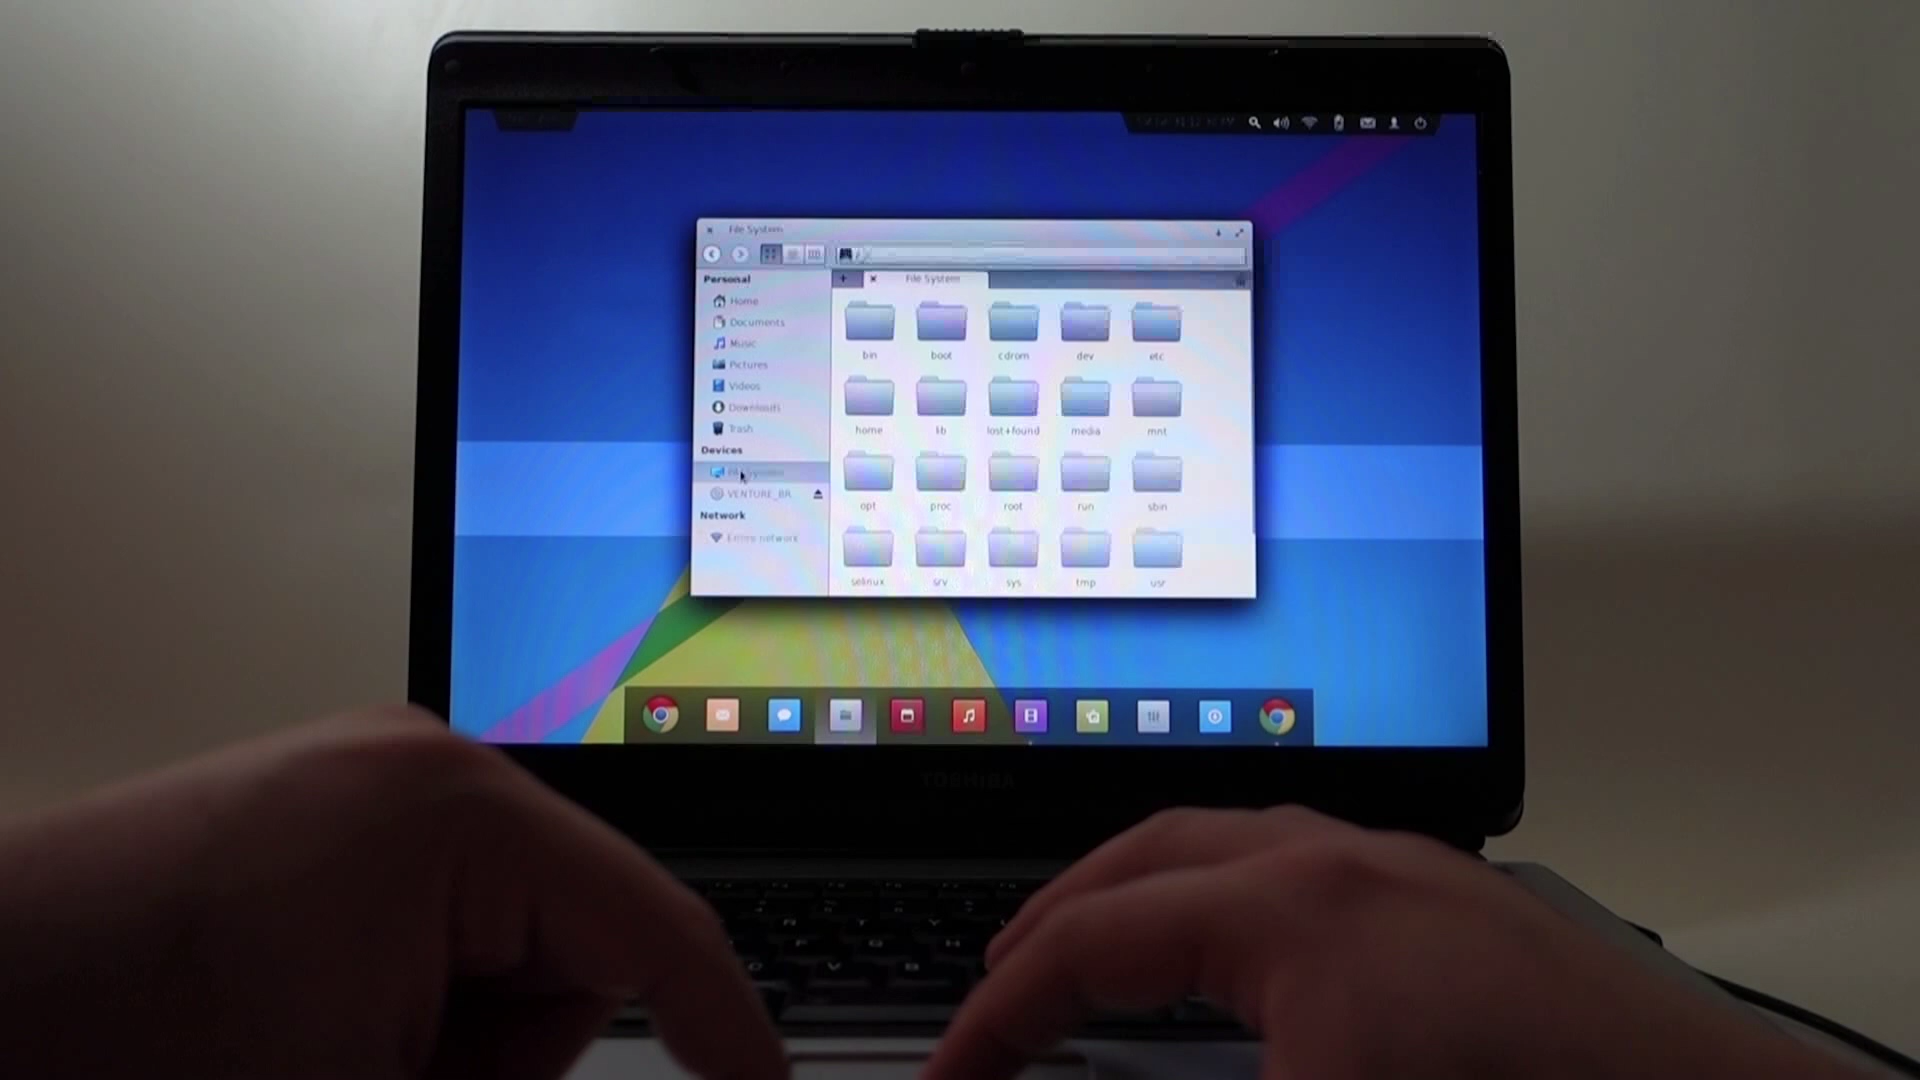 File System
Personal
File System
Home
Documents
Music
Pictures
Videos
Downloads
Trash
Devices
VENTURE_BR
Network
Entire network
bin boot cdrom dev etc
home lib lost+found media mnt
opt proc root run sbin
selinux srv sys tmp usr
TOSHIBA
R T Y
F G H
C V B